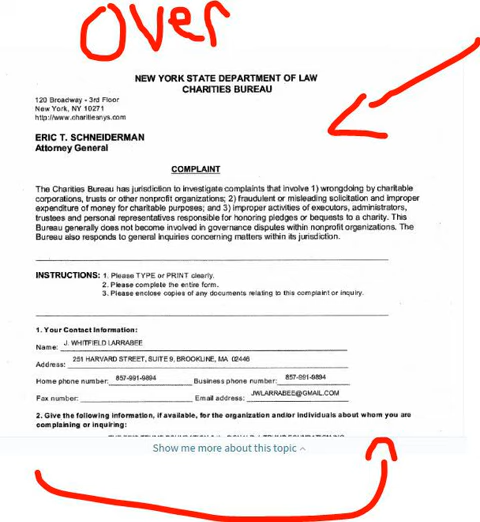 Over
NEW YORK STATE DEPARTMENT OF LAW
CHARITIES BUREAU
120 Broadway - 3rd Floor
New York, NY 10271
http://www.charitiesnys.com
ERIC T. SCHNEIDERMAN
Attorney General
COMPLAINT
The Charities Bureau has jurisdiction to investigate complaints that involve 1) wrongdoing by charitable
corporations, trusts or other nonprofit organizations; 2) fraudulent or misleading solicitation and improper
expenditure of money for charitable purposes; and 3) improper activities of executors, administrators,
trustees and personal representatives responsible for honoring pledges or bequests to a charity. This
Bureau generally does not become involved in governance disputes within nonprofit organizations. The
Bureau also responds to general inquiries concerning matters within its jurisdiction.
INSTRUCTIONS: 1. Please TYPE or PRINT clearly.
2. Please complete the entire form.
3. Please enclose copies of any documents relating to this complaint or inquiry.
1. Your Contact Information:
Name: J. WHITFIELD LARRABEE
Address: 251 HARVARD STREET, SUITE 9, BROOKLINE, MA 02446
Home phone number: 857-991-9894 Business phone number: 857-991-9894
Fax number: Email address: JWLARRABEE@GMAIL.COM
2. Give the following information, if available, for the organization and/or individuals about whom you are
complaining or inquiring:
Show me more about this topic